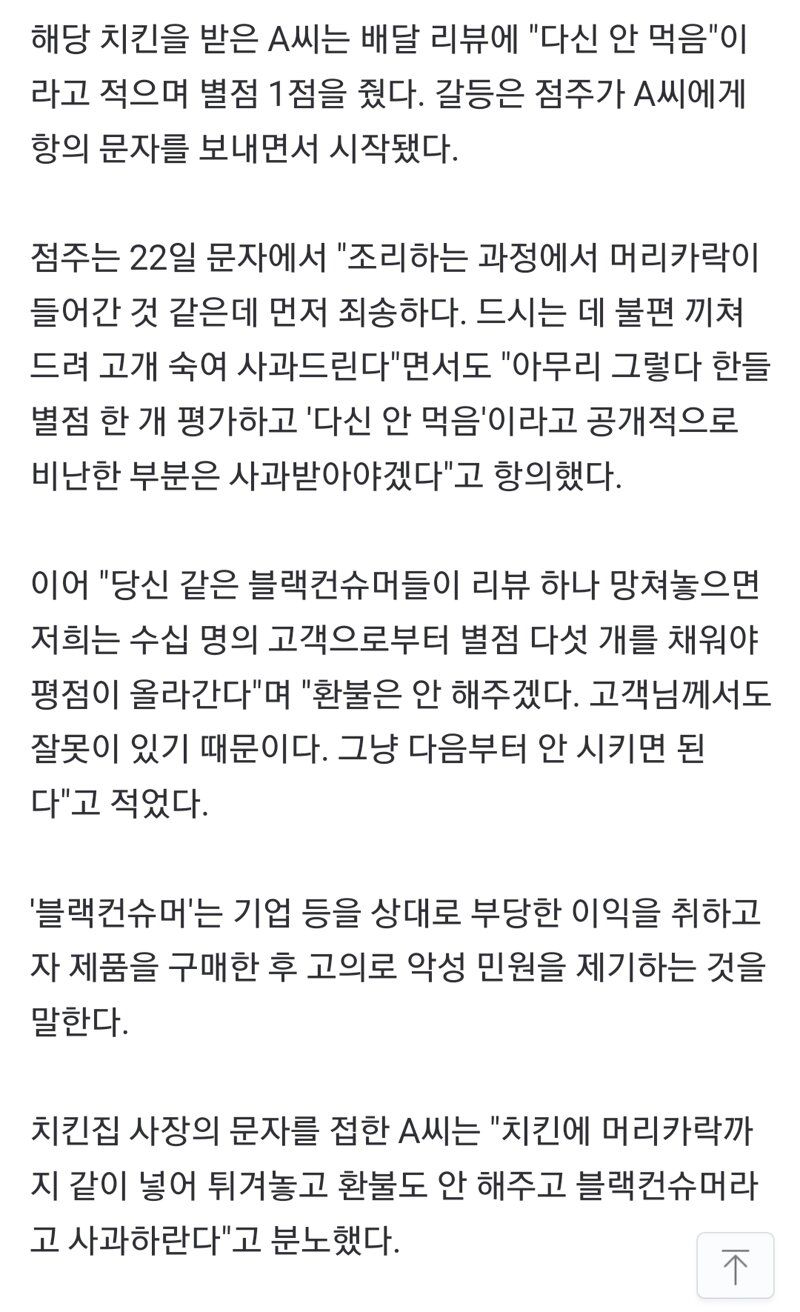 해당 치킨을 받은 A씨는 배달 리뷰에 "다신 안 먹음"이
라고 적으며 별점 1점을 줬다. 갈등은 점주가 A씨에게
항의 문자를 보내면서 시작됐다.
점주는 22일 문자에서 "조리하는 과정에서 머리카락이
들어간 것 같은데 먼저 죄송하다. 드시는 데 불편 끼쳐
드려 고개 숙여 사과드린다"면서도 "아무리 그렇다 한들
별점 한 개 평가하고 '다신 안 먹음'이라고 공개적으로
비난한 부분은 사과받아야겠다"고 항의했다.
이어 "당신 같은 블랙컨슈머들이 리뷰 하나 망쳐놓으면
저희는 수십 명의 고객으로부터 별점 다섯 개를 채워야
평점이 올라간다"며 "환불은 안 해주겠다. 고객님께서도
잘못이 있기 때문이다. 그냥 다음부터 안 시키면 된
다"고 적었다.
'블랙컨슈머'는 기업 등을 상대로 부당한 이익을 취하고
자 제품을 구매한 후 고의로 악성 민원을 제기하는 것을
말한다.
치킨집 사장의 문자를 접한 A씨는 "치킨에 머리카락까
지 같이 넣어 튀겨놓고 환불도 안 해주고 블랙컨슈머라
고 사과하란다"고 분노했다.